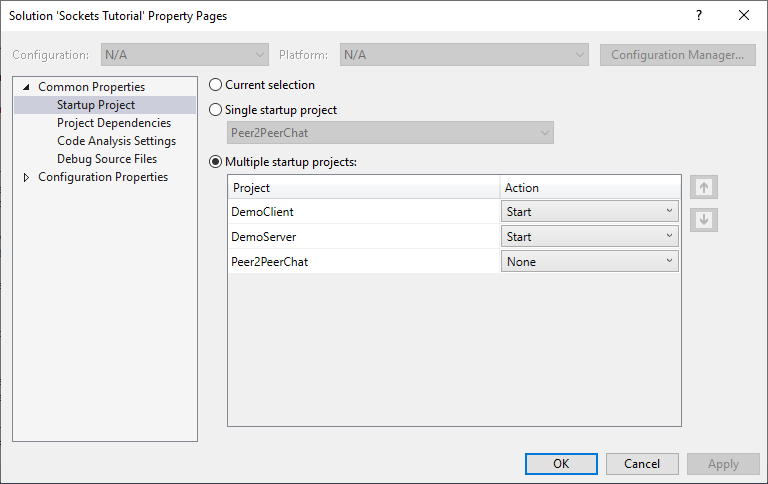 Solution 'Sockets Tutorial' Property Pages
?
Configuration: N/A Platform: N/A Configuration Manager...
Common Properties
Startup Project
Project Dependencies
Code Analysis Settings
Debug Source Files
Configuration Properties
Current selection
Single startup project
Peer2PeerChat
Multiple startup projects:
Project Action
DemoClient Start
DemoServer Start
Peer2PeerChat None
OK Cancel Apply